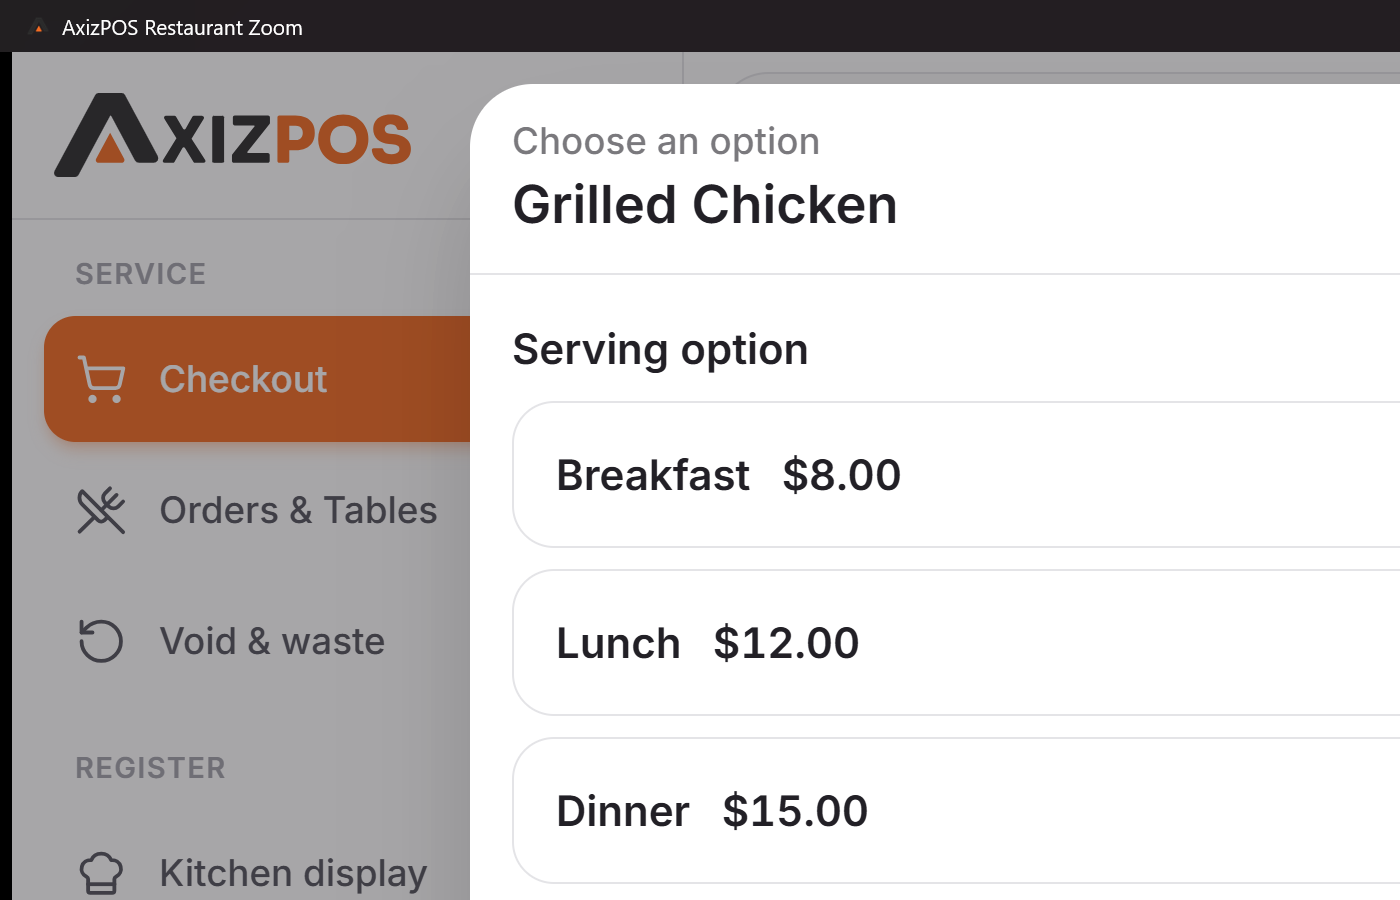 AxizPOS Restaurant Zoom
AXIZPOS
SERVICE
Checkout
Orders & Tables
Void & waste
REGISTER
Kitchen display
Choose an option
Grilled Chicken
Serving option
Breakfast $8.00
Lunch $12.00
Dinner $15.00